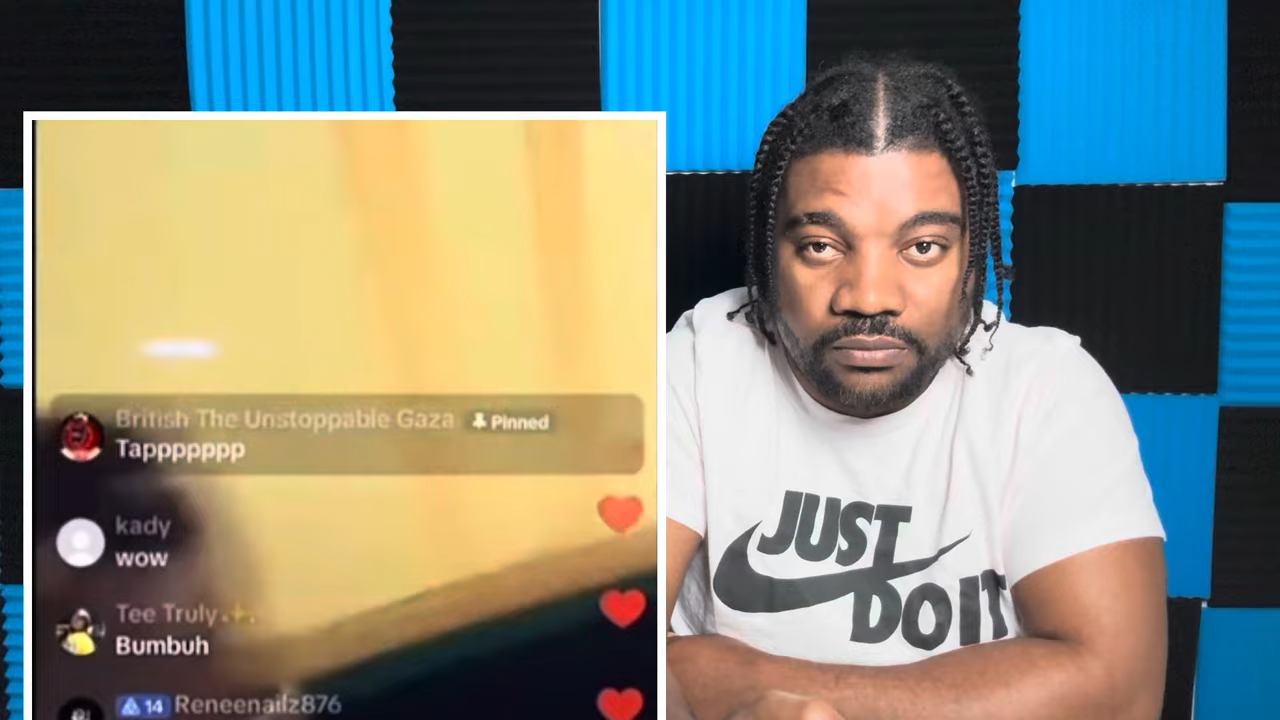 British The Unstoppable Gaza Pinned
Tappppppp
kady
wow
Tee Truly
Bumbuh
14 Reneenailz876
JUST
DO IT